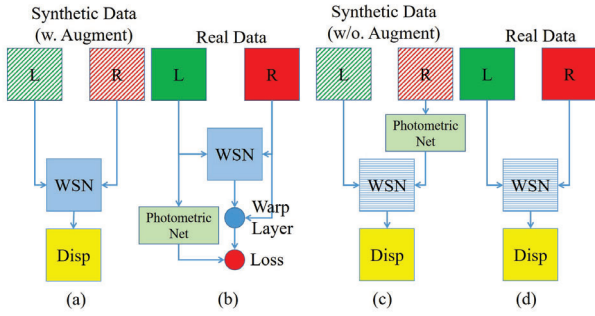 Synthetic Data
(w. Augment)
Real Data
Synthetic Data
(w/o. Augment)
Real Data
L
R
L
R
L
R
L
R
Photometric
Net
WSN
WSN
WSN
WSN
Photometric
Net
Warp
Layer
Disp
Loss
Disp
Disp
(a)
(b)
(c)
(d)